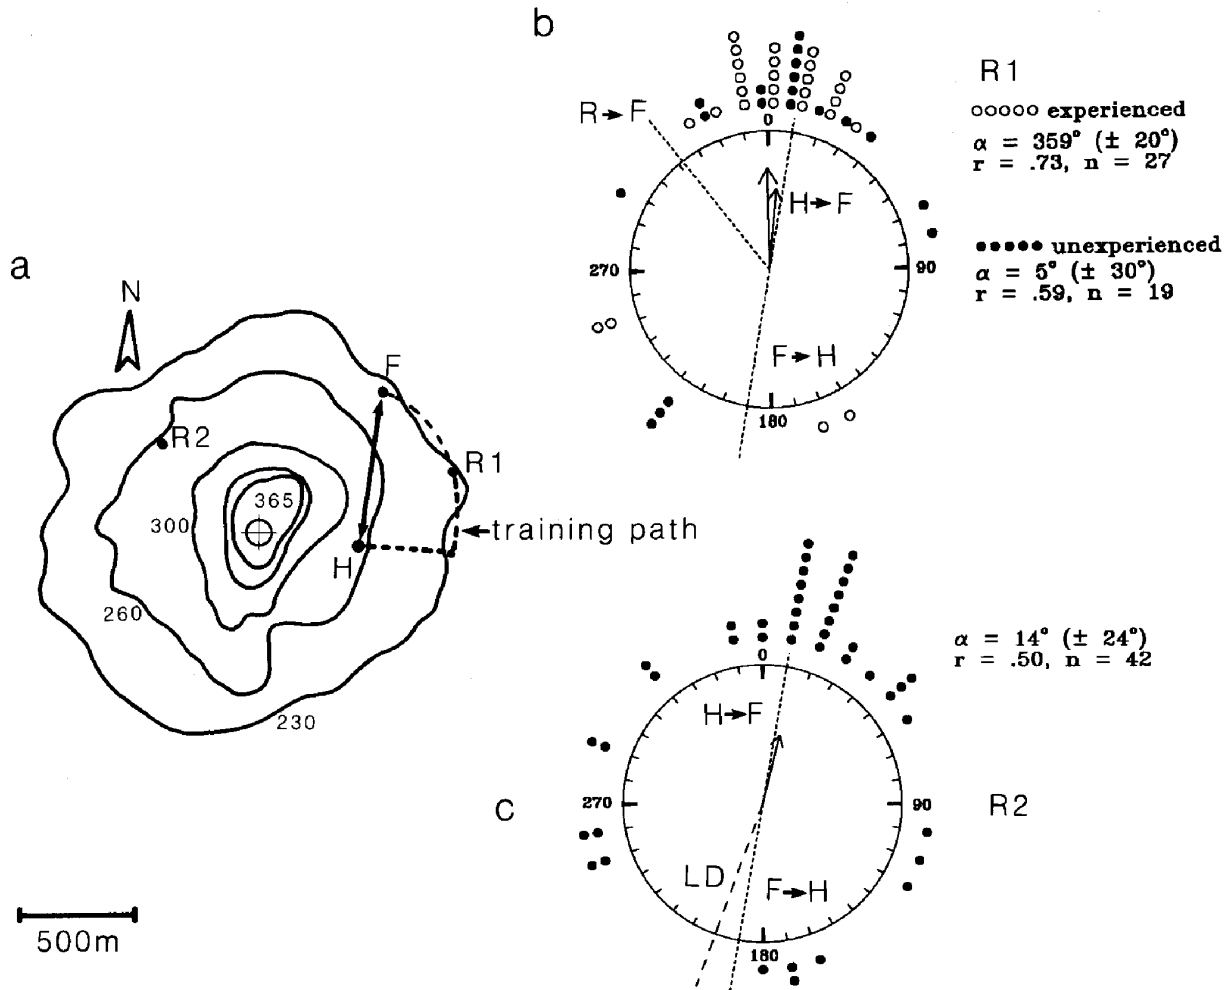 a
N
F
R2
R1
365
300
training path
H
260
230
500m
b
R→F
0
H→F
270
90
F→H
180
R1
ooooo experienced
α = 359° (± 20°)
r = .73, n = 27
●●●●● unexperienced
α = 5° (± 30°)
r = .59, n = 19
c
0
H→F
270
90
LD
F→H
180
R2
α = 14° (± 24°)
r = .50, n = 42